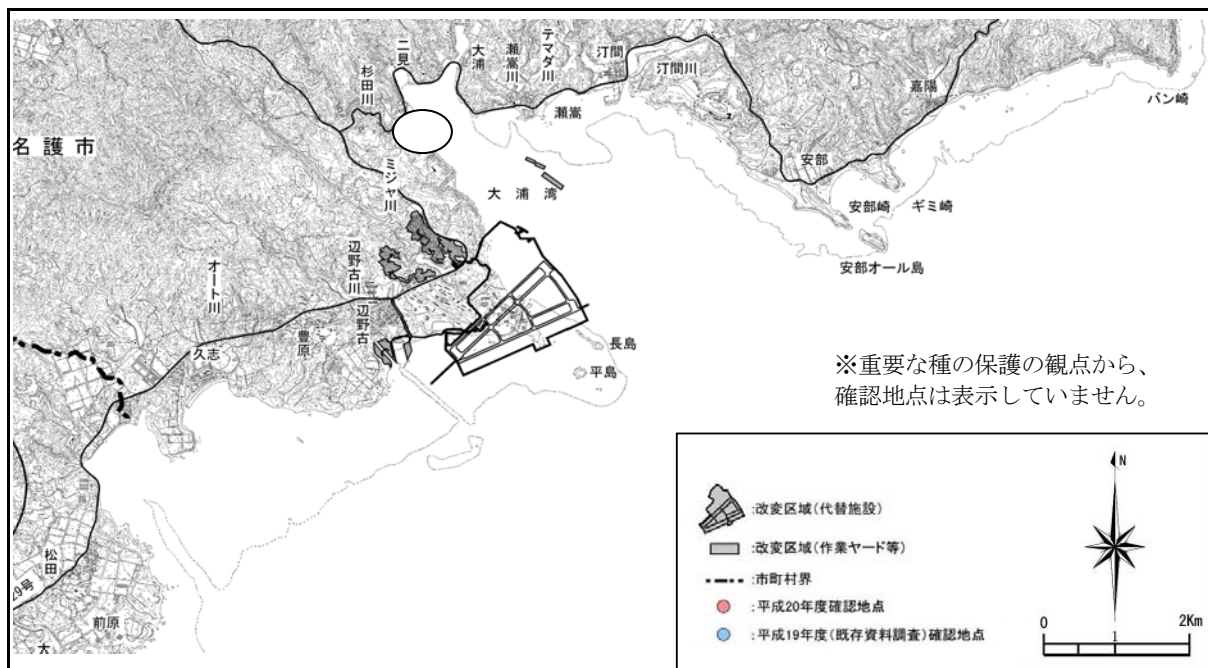 二見
大浦
瀬嵩川
テマダ川
汀間
杉田川
汀間川
嘉陽
バン崎
瀬嵩
名護市
ミジャ川
安部
大浦湾
安部崎
ギミ崎
安部オール島
辺野古川
オート川
辺野古
豊原
久志
長島
平島
※重要な種の保護の観点から、
確認地点は表示していません。
松田
29号
前原
大
N
:改変区域(代替施設)
:改変区域(作業ヤード等)
:市町村界
:平成20年度確認地点
:平成19年度(既存資料調査)確認地点
0 1 2Km